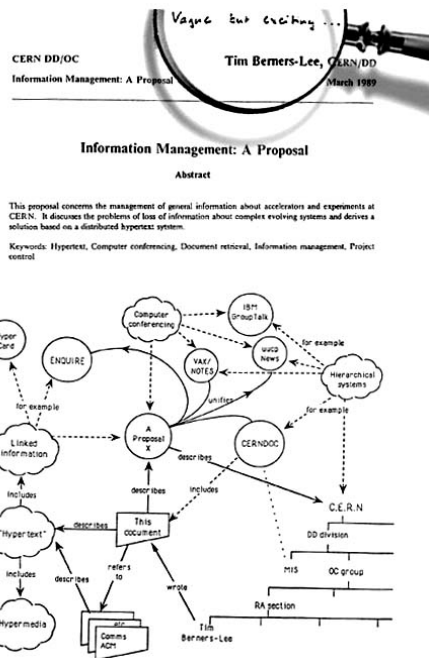 Vague but exciting ...
CERN DD/OC
Tim Berners-Lee, CERN/DD
Information Management: A Proposal
March 1989
Information Management: A Proposal
Abstract
This proposal concerns the management of general information about accelerators and experiments at
CERN. It discusses the problems of loss of information about complex evolving systems and derives a
solution based on a distributed hypertext sytstem.
Keywords: Hypertext, Computer conferencing, Document retrieval, Information management, Project
control
IBM
GroupTalk
Computer
conferencing
yper
Card
ENQUIRE
VAX/
NOTES
uucp
News
for example
Hierarchical
systems
unifies
for example
for example
Linked
information
A
Proposal
X
CERNDOC
describes
C.E.R.N
includes
describes
includes
"Hypertext"
describes
This
document
DD division
MIS
OC group
includes
describes
refers
to
wrote
RA section
Hypermedia
etc
Comms
ACM
Tim
Berners-Lee